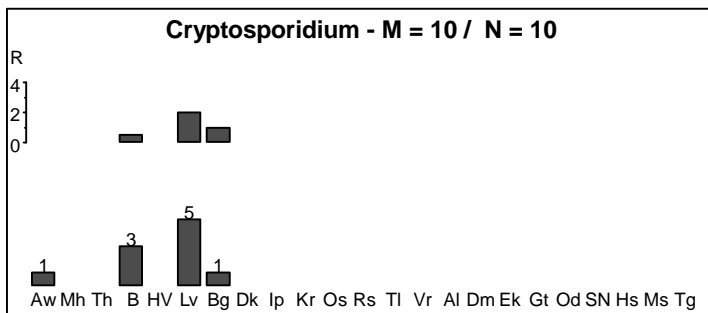 Cryptosporidium - M = 10 / N = 10
R
4
2
0
1
3
5
1
Aw Mh Th B HV Lv Bg Dk Ip Kr Os Rs Tl Vr Al Dm Ek Gt Od SN Hs Ms Tg